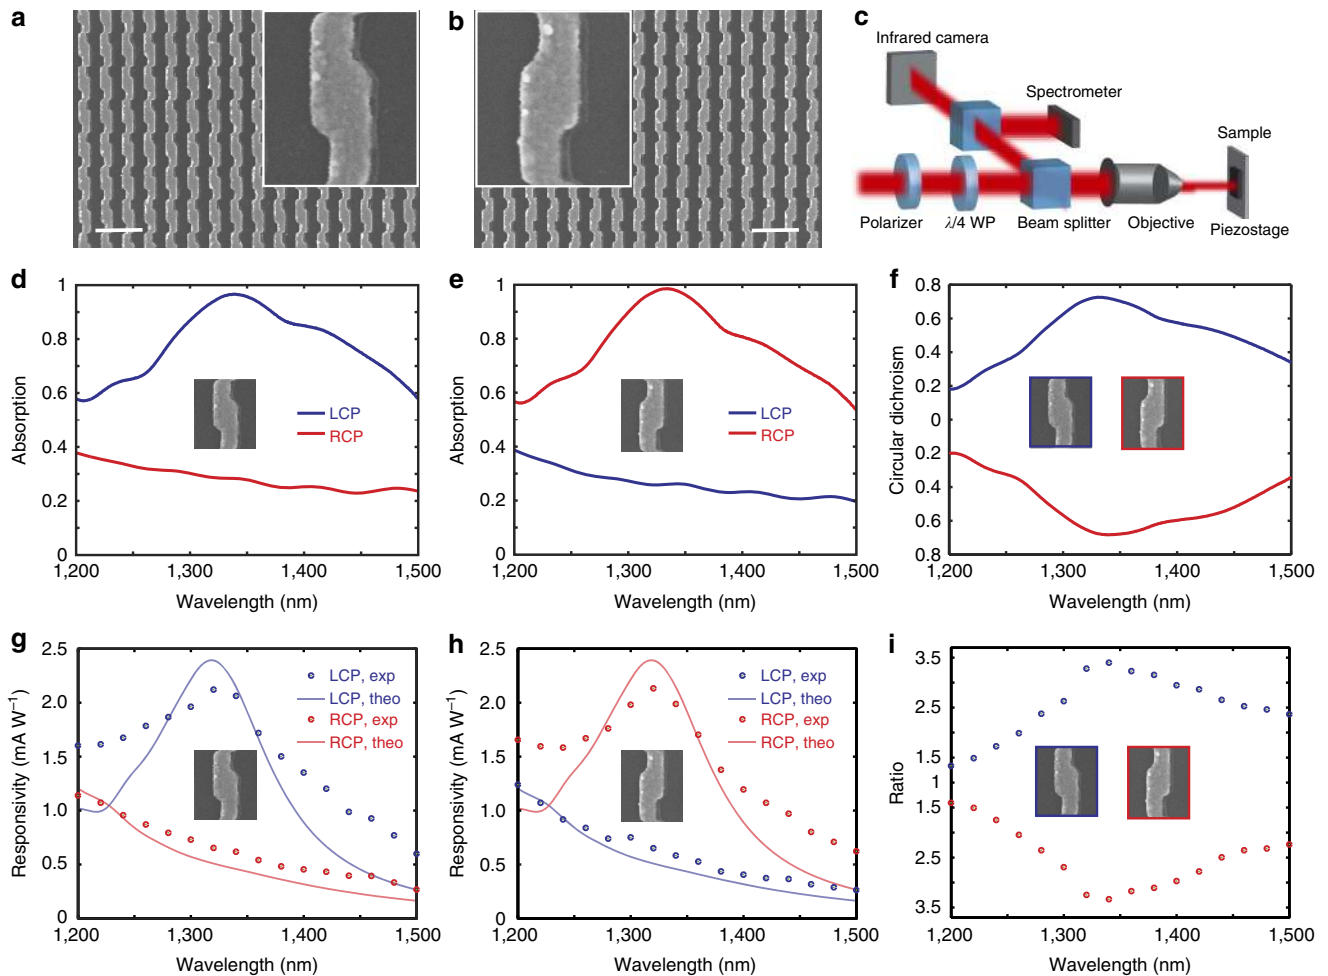 a
b
c
Infrared camera
Spectrometer
Sample
Polarizer
λ/4 WP
Beam splitter
Objective
Piezostage
d
1
0.8
0.6
0.4
0.2
0
Absorption
LCP
RCP
1,200
1,300
1,400
1,500
Wavelength (nm)
e
1
0.8
0.6
0.4
0.2
0
Absorption
LCP
RCP
1,200
1,300
1,400
1,500
Wavelength (nm)
f
0.8
0.6
0.4
0.2
0
0.2
0.4
0.6
0.8
Circular dichroism
1,200
1,300
1,400
1,500
Wavelength (nm)
g
2.5
2.0
1.5
1.0
0.5
0
Responsivity (mA W⁻¹)
LCP, exp
LCP, theo
RCP, exp
RCP, theo
1,200
1,300
1,400
1,500
Wavelength (nm)
h
2.5
2.0
1.5
1.0
0.5
0
Responsivity (mA W⁻¹)
LCP, exp
LCP, theo
RCP, exp
RCP, theo
1,200
1,300
1,400
1,500
Wavelength (nm)
i
3.5
2.5
1.5
1
1.5
2.5
3.5
Ratio
1,200
1,300
1,400
1,500
Wavelength (nm)